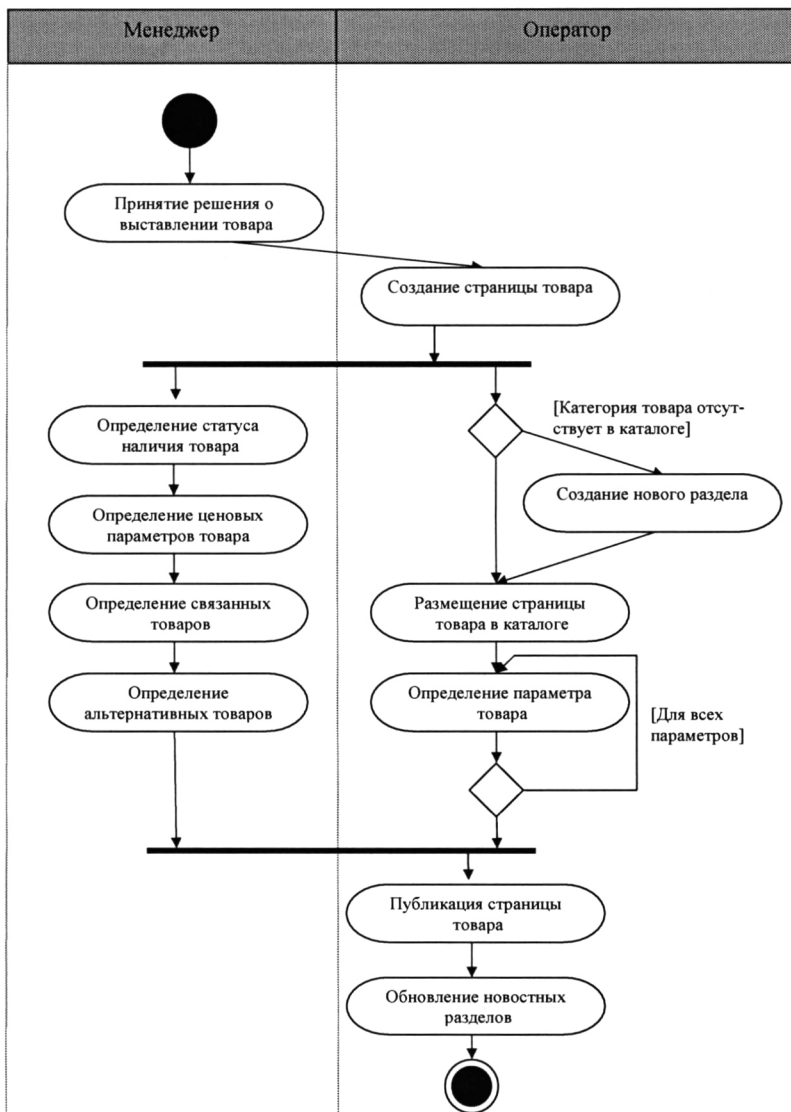 Менеджер
Оператор
Принятие решения о
выставлении товара
Создание страницы товара
Определение статуса
наличия товара
[Категория товара отсут-
ствует в каталоге]
Определение ценовых
параметров товара
Создание нового раздела
Определение связанных
товаров
Размещение страницы
товара в каталоге
Определение
альтернативных товаров
Определение параметра
товара
[Для всех
параметров]
Публикация страницы
товара
Обновление новостных
разделов